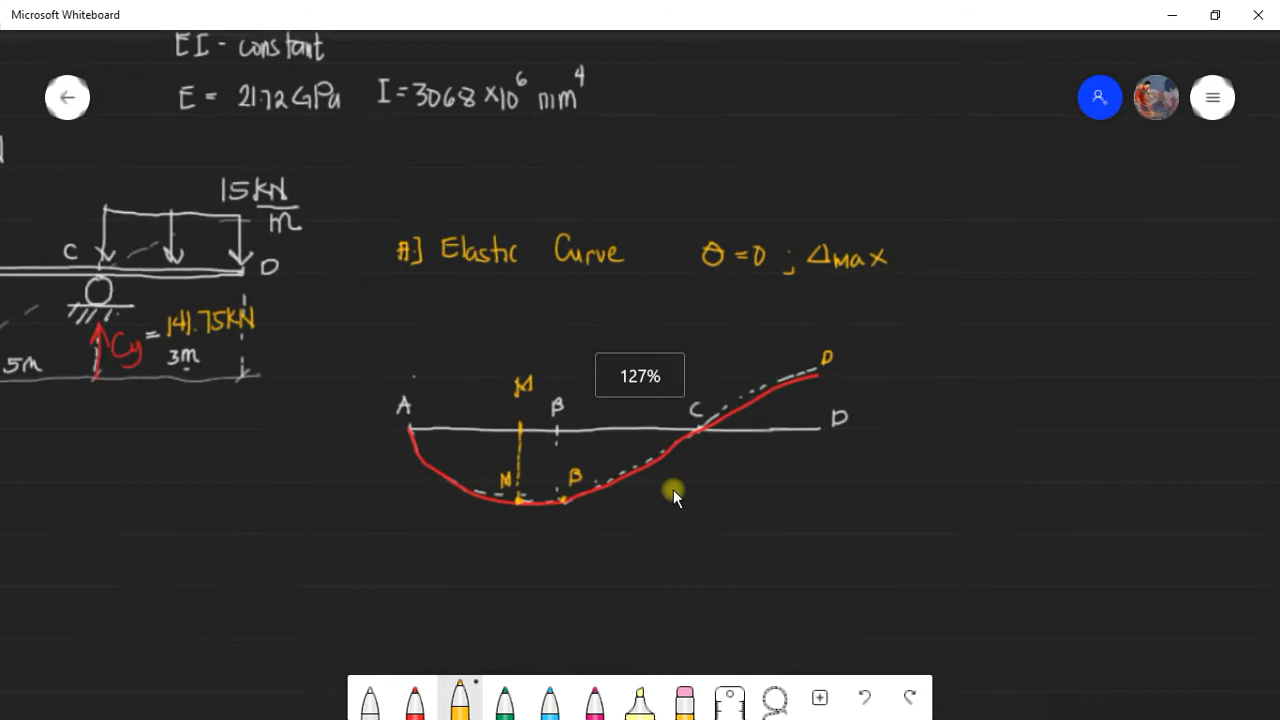 Microsoft Whiteboard
EI - constant
E = 21.72 GPa I = 3068 × 10^6 mm^4
15 kN/m
C
D
Cy = 141.75 kN
5m
3m
#.] Elastic Curve θ = 0 ; Δmax
127%
D
A
M
B
C
D
M
B